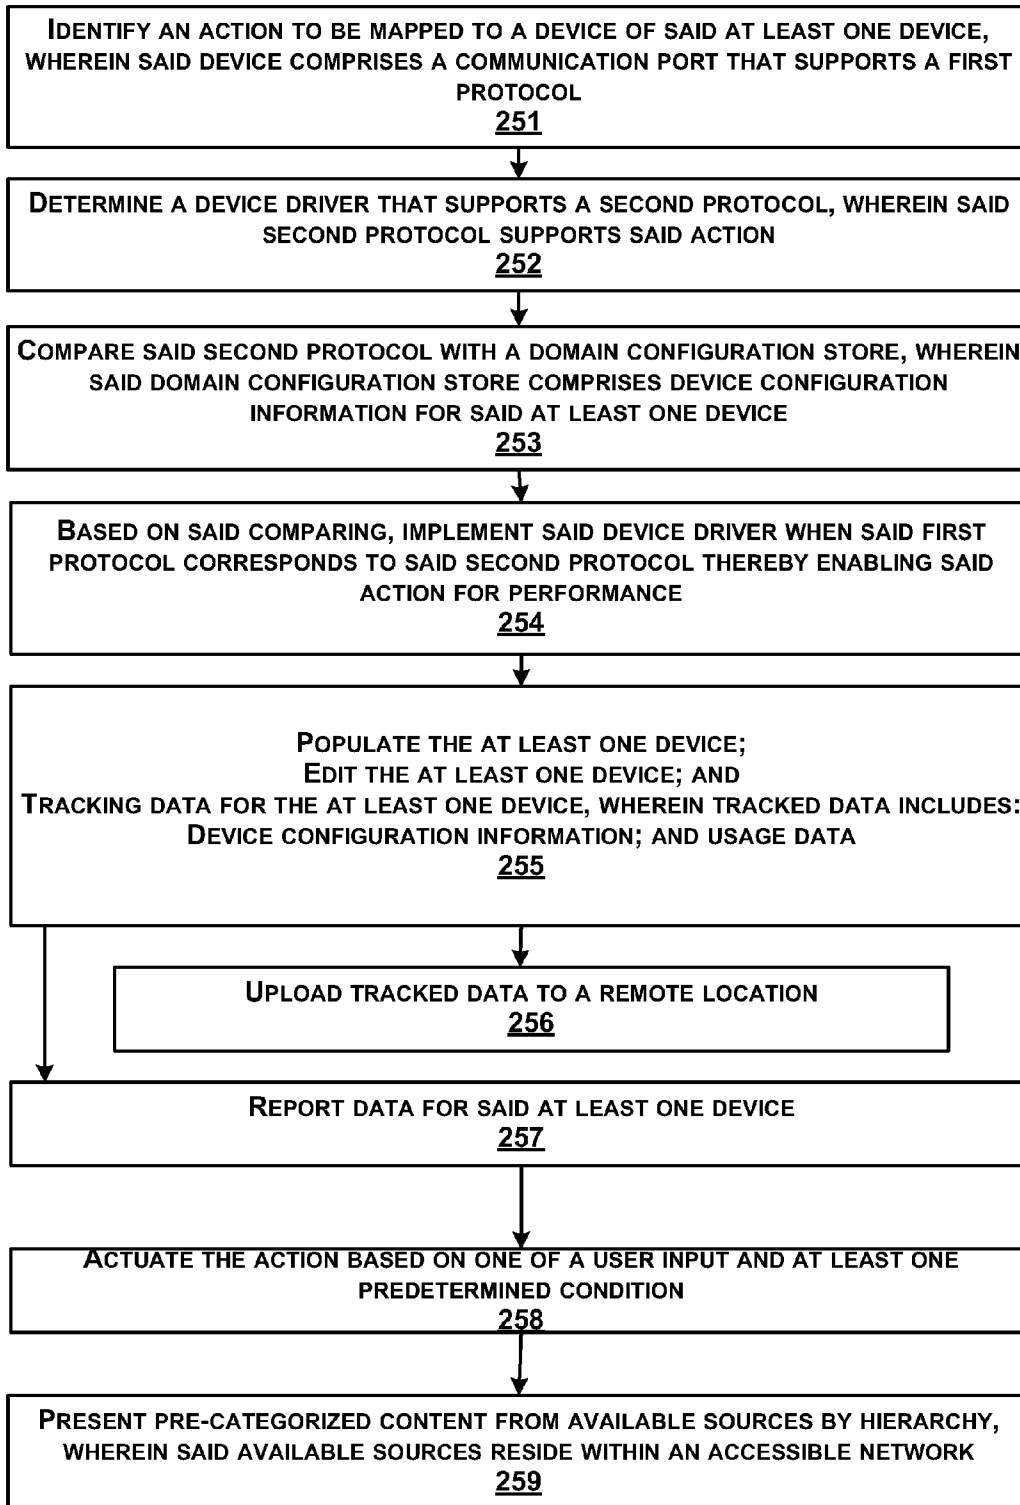 IDENTIFY AN ACTION TO BE MAPPED TO A DEVICE OF SAID AT LEAST ONE DEVICE,
WHEREIN SAID DEVICE COMPRISES A COMMUNICATION PORT THAT SUPPORTS A FIRST
PROTOCOL
251
DETERMINE A DEVICE DRIVER THAT SUPPORTS A SECOND PROTOCOL, WHEREIN SAID
SECOND PROTOCOL SUPPORTS SAID ACTION
252
COMPARE SAID SECOND PROTOCOL WITH A DOMAIN CONFIGURATION STORE, WHEREIN
SAID DOMAIN CONFIGURATION STORE COMPRISES DEVICE CONFIGURATION
INFORMATION FOR SAID AT LEAST ONE DEVICE
253
BASED ON SAID COMPARING, IMPLEMENT SAID DEVICE DRIVER WHEN SAID FIRST
PROTOCOL CORRESPONDS TO SAID SECOND PROTOCOL THEREBY ENABLING SAID
ACTION FOR PERFORMANCE
254
POPULATE THE AT LEAST ONE DEVICE;
EDIT THE AT LEAST ONE DEVICE; AND
TRACKING DATA FOR THE AT LEAST ONE DEVICE, WHEREIN TRACKED DATA INCLUDES:
DEVICE CONFIGURATION INFORMATION; AND USAGE DATA
255
UPLOAD TRACKED DATA TO A REMOTE LOCATION
256
REPORT DATA FOR SAID AT LEAST ONE DEVICE
257
ACTUATE THE ACTION BASED ON ONE OF A USER INPUT AND AT LEAST ONE
PREDETERMINED CONDITION
258
PRESENT PRE-CATEGORIZED CONTENT FROM AVAILABLE SOURCES BY HIERARCHY,
WHEREIN SAID AVAILABLE SOURCES RESIDE WITHIN AN ACCESSIBLE NETWORK
259